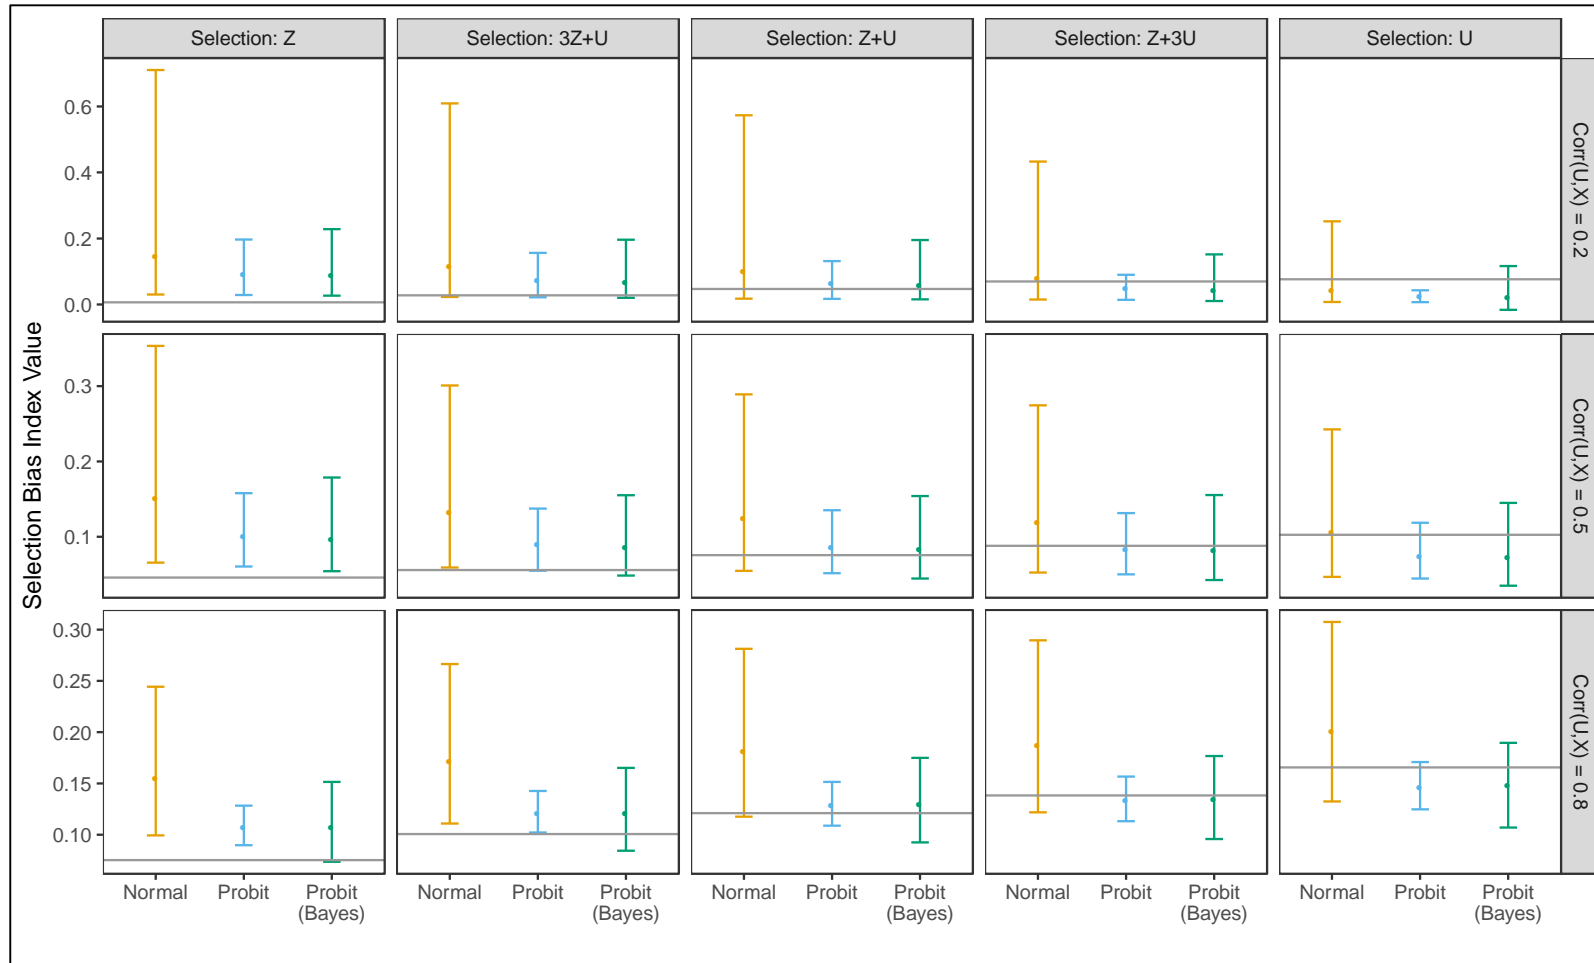 Selection: Z
Selection: 3Z+U
Selection: Z+U
Selection: Z+3U
Selection: U
Selection Bias Index Value
0.6
0.4
0.2
0.0
Corr(U,X) = 0.2
0.3
0.2
0.1
Corr(U,X) = 0.5
0.30
0.25
0.20
0.15
0.10
Corr(U,X) = 0.8
Normal Probit Probit
(Bayes)
Normal Probit Probit
(Bayes)
Normal Probit Probit
(Bayes)
Normal Probit Probit
(Bayes)
Normal Probit Probit
(Bayes)